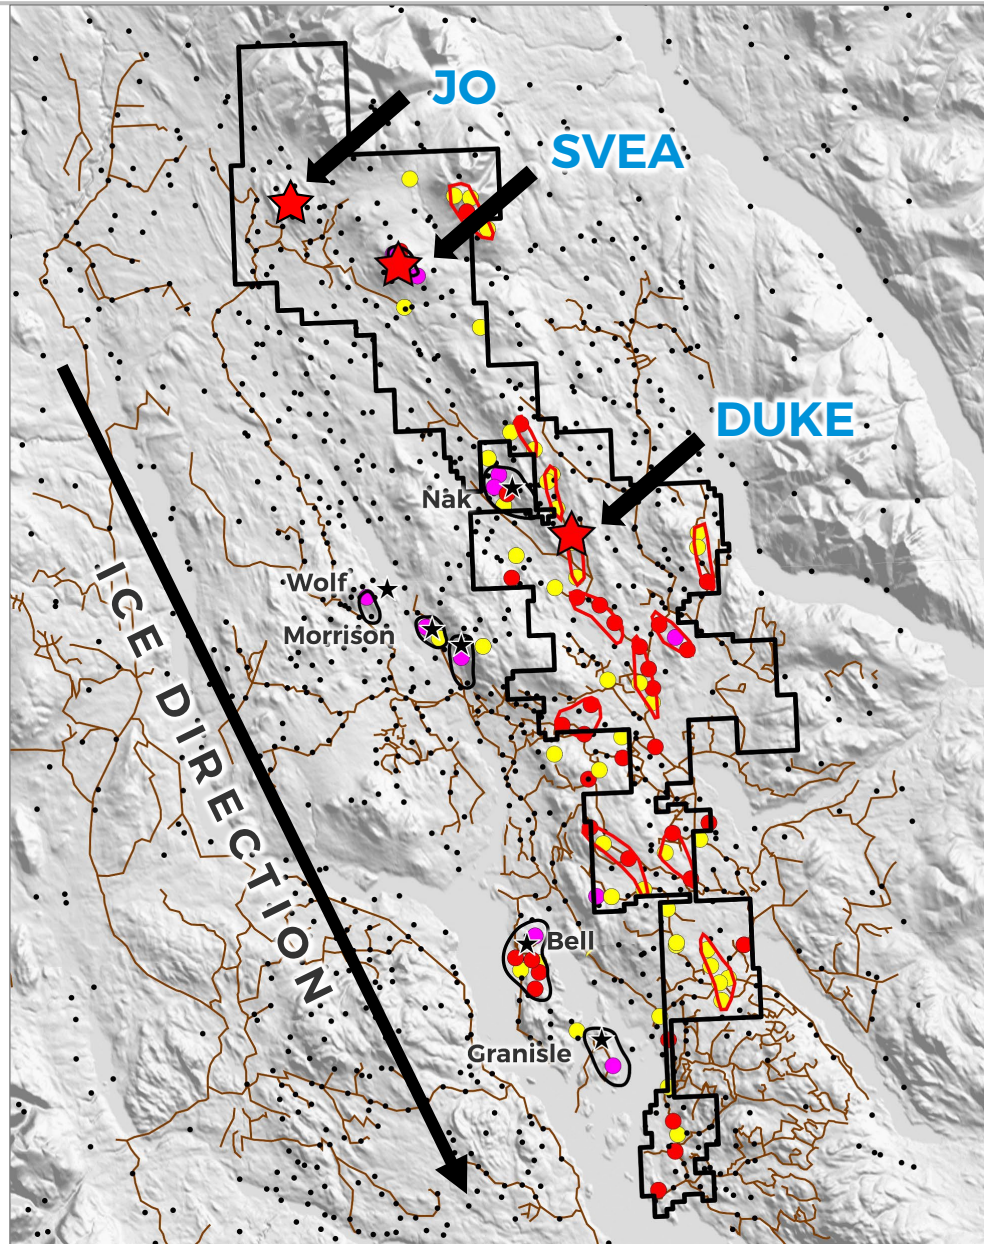 JO
SVEA
DUKE
Nak
Wolf
Morrison
ICE DIRECTION
Bell
Granisle